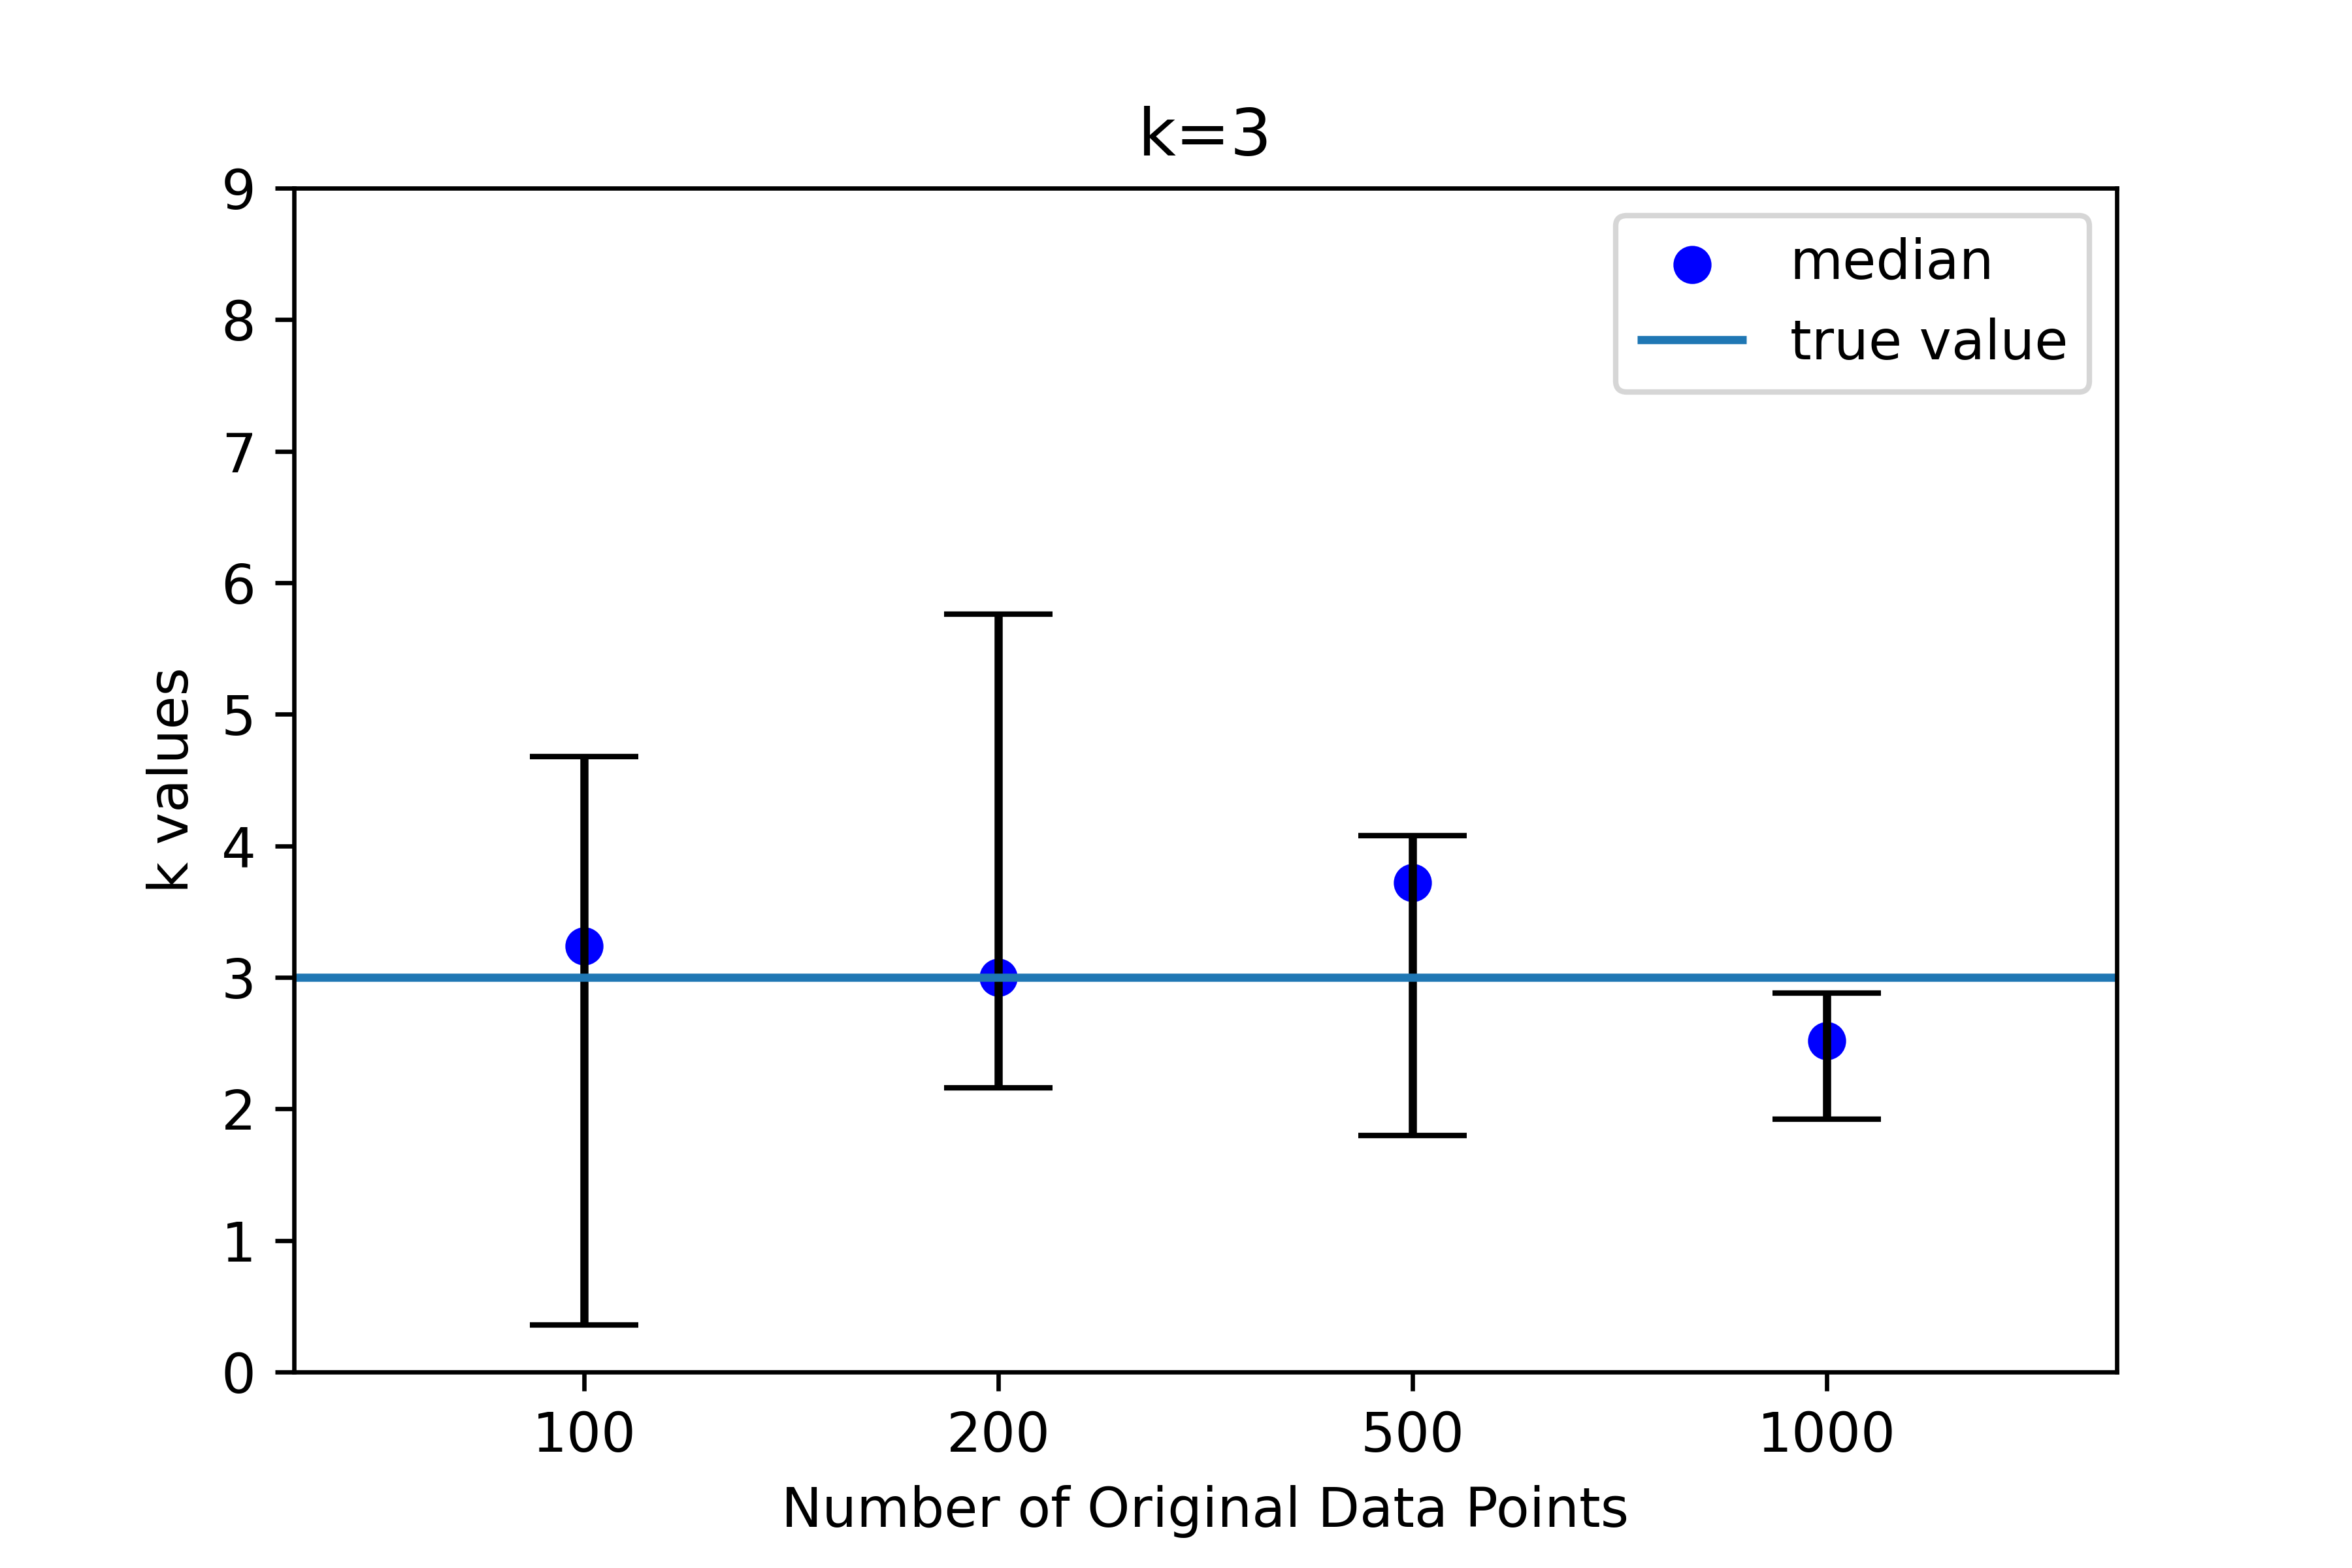 k=3
median
true value
9
8
7
6
5
4
3
2
1
0
k values
100 200 500 1000
Number of Original Data Points